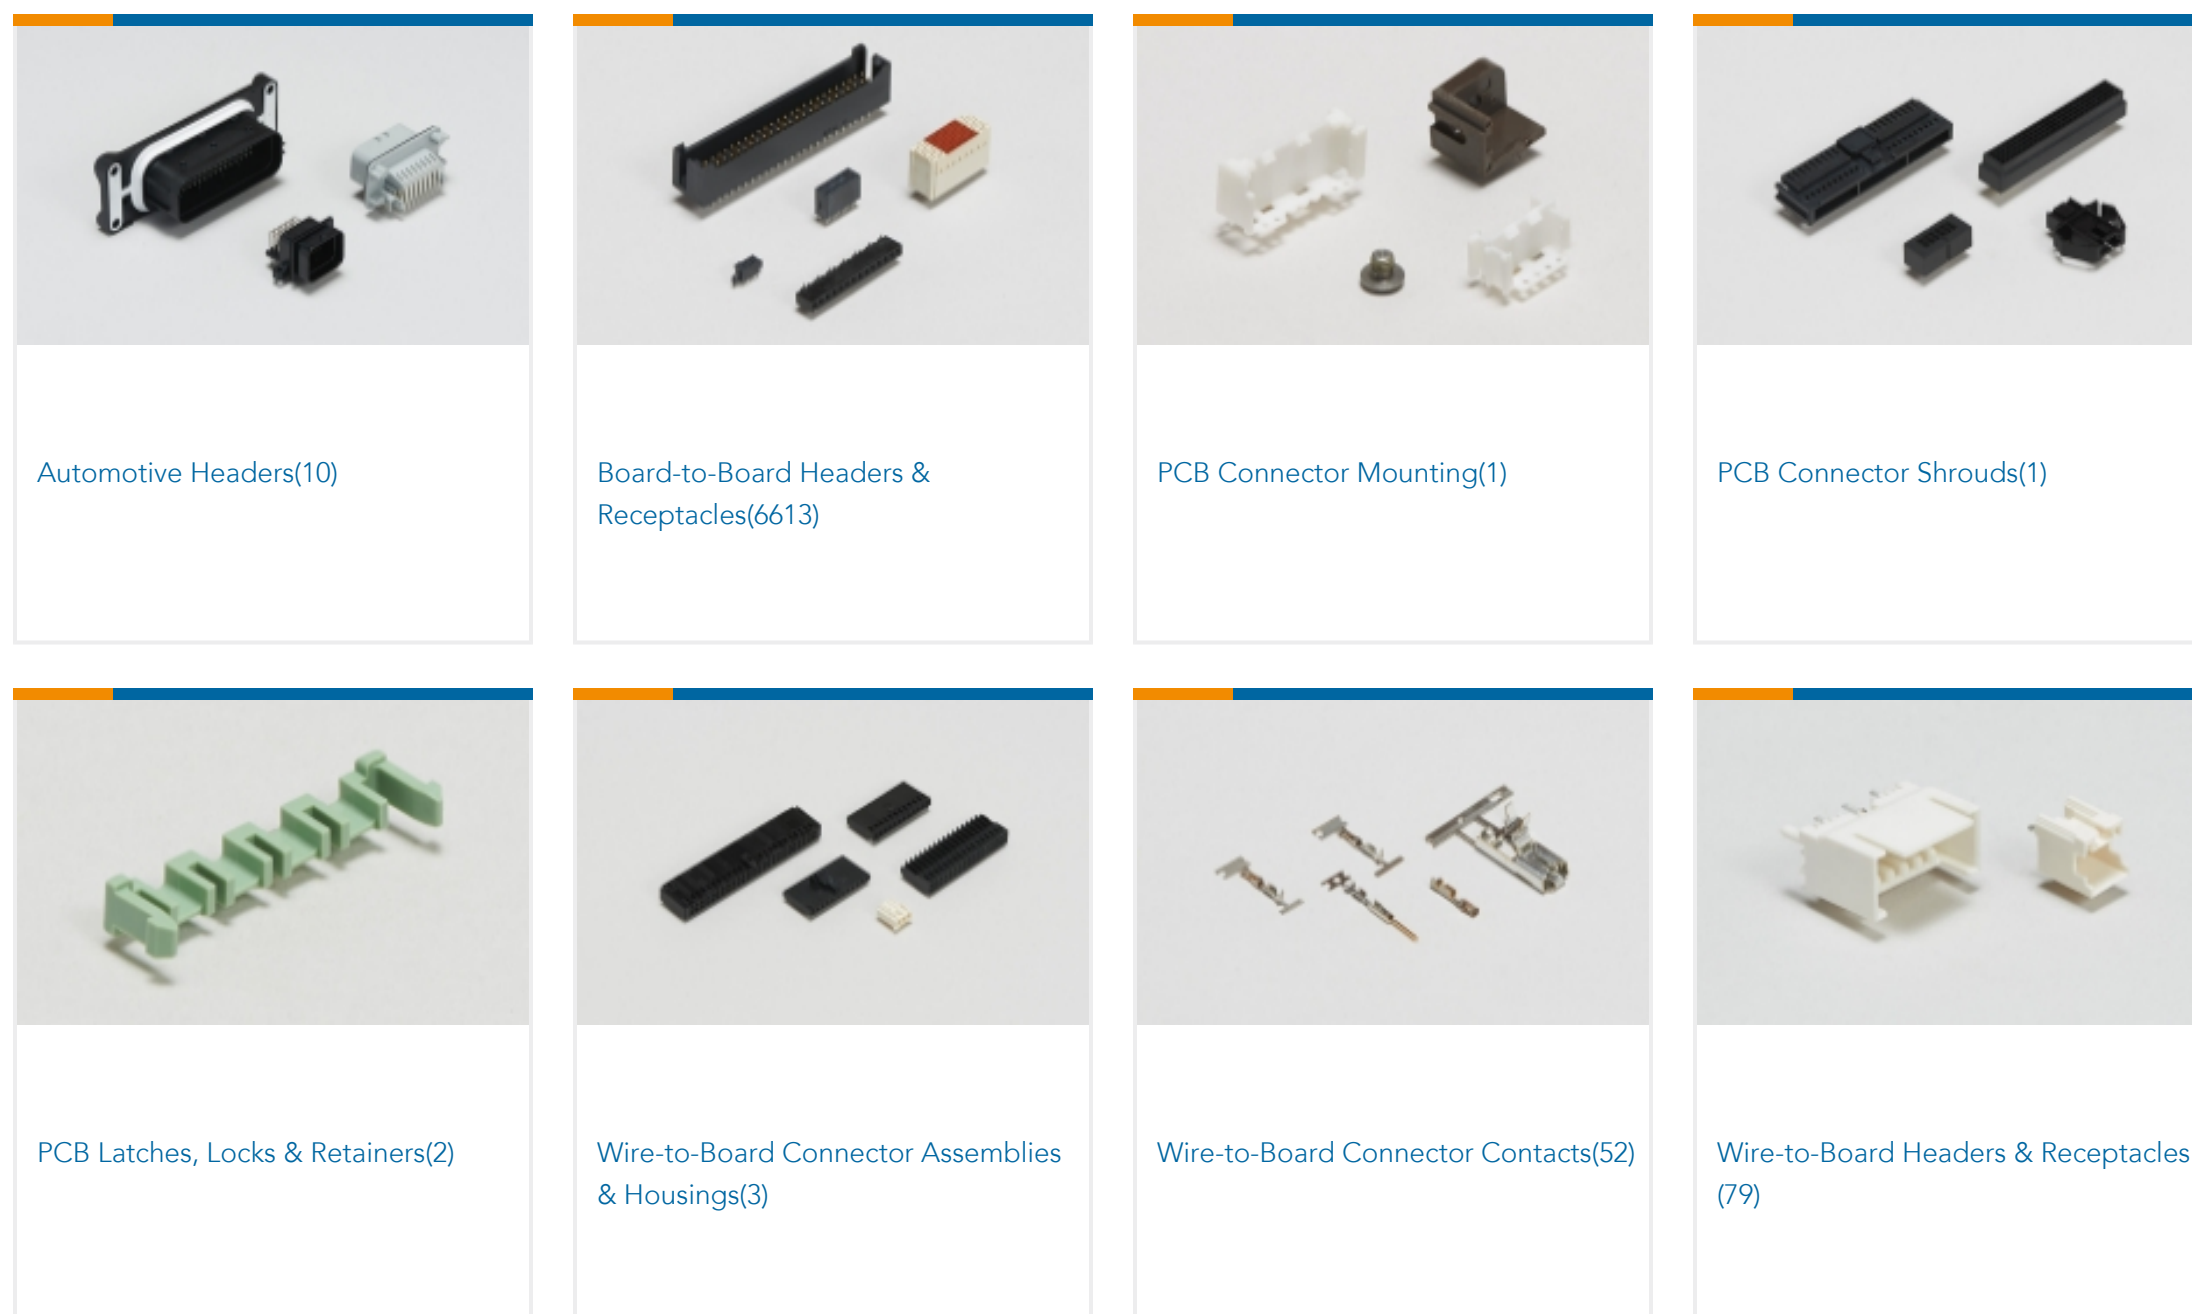 Automotive Headers(10)
Board-to-Board Headers &
Receptacles(6613)
PCB Connector Mounting(1)
PCB Connector Shrouds(1)
PCB Latches, Locks & Retainers(2)
Wire-to-Board Connector Assemblies
& Housings(3)
Wire-to-Board Connector Contacts(52)
Wire-to-Board Headers & Receptacles
(79)